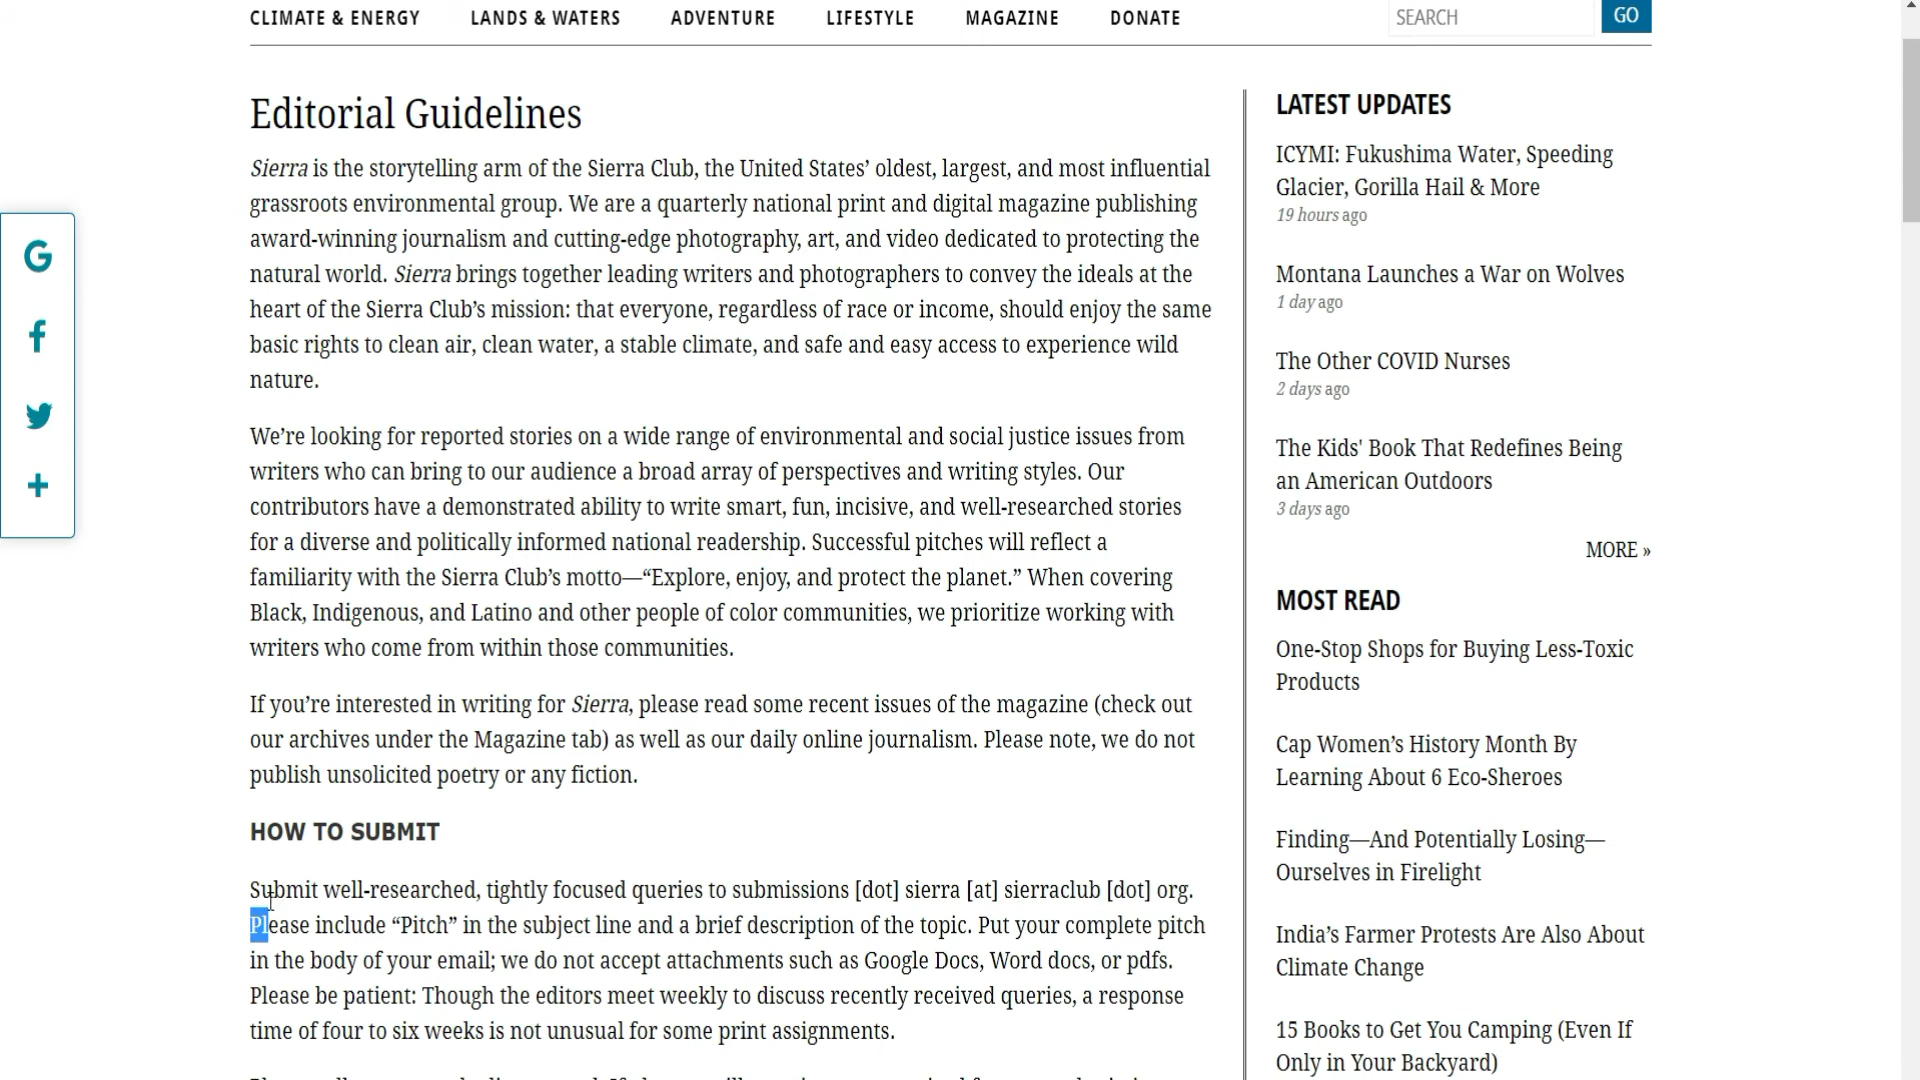 CLIMATE & ENERGY LANDS & WATERS ADVENTURE LIFESTYLE MAGAZINE DONATE SEARCH GO
Editorial Guidelines
Sierra is the storytelling arm of the Sierra Club, the United States’ oldest, largest, and most influential
grassroots environmental group. We are a quarterly national print and digital magazine publishing
award-winning journalism and cutting-edge photography, art, and video dedicated to protecting the
natural world. Sierra brings together leading writers and photographers to convey the ideals at the
heart of the Sierra Club’s mission: that everyone, regardless of race or income, should enjoy the same
basic rights to clean air, clean water, a stable climate, and safe and easy access to experience wild
nature.
We’re looking for reported stories on a wide range of environmental and social justice issues from
writers who can bring to our audience a broad array of perspectives and writing styles. Our
contributors have a demonstrated ability to write smart, fun, incisive, and well-researched stories
for a diverse and politically informed national readership. Successful pitches will reflect a
familiarity with the Sierra Club’s motto—“Explore, enjoy, and protect the planet.” When covering
Black, Indigenous, and Latino and other people of color communities, we prioritize working with
writers who come from within those communities.
If you’re interested in writing for Sierra, please read some recent issues of the magazine (check out
our archives under the Magazine tab) as well as our daily online journalism. Please note, we do not
publish unsolicited poetry or any fiction.
HOW TO SUBMIT
Submit well-researched, tightly focused queries to submissions [dot] sierra [at] sierraclub [dot] org.
Please include “Pitch” in the subject line and a brief description of the topic. Put your complete pitch
in the body of your email; we do not accept attachments such as Google Docs, Word docs, or pdfs.
Please be patient: Though the editors meet weekly to discuss recently received queries, a response
time of four to six weeks is not unusual for some print assignments.
LATEST UPDATES
ICYMI: Fukushima Water, Speeding
Glacier, Gorilla Hail & More
19 hours ago
Montana Launches a War on Wolves
1 day ago
The Other COVID Nurses
2 days ago
The Kids' Book That Redefines Being
an American Outdoors
3 days ago
MORE »
MOST READ
One-Stop Shops for Buying Less-Toxic
Products
Cap Women’s History Month By
Learning About 6 Eco-Sheroes
Finding—And Potentially Losing—
Ourselves in Firelight
India’s Farmer Protests Are Also About
Climate Change
15 Books to Get You Camping (Even If
Only in Your Backyard)